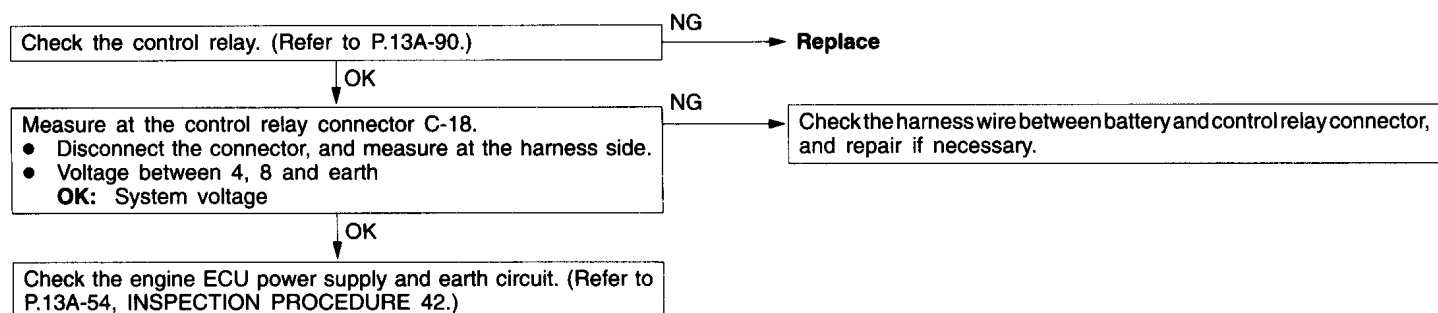 Check the control relay. (Refer to P.13A-90.)
NG
Replace
OK
Measure at the control relay connector C-18.
● Disconnect the connector, and measure at the harness side.
● Voltage between 4, 8 and earth
OK: System voltage
NG
Check the harness wire between battery and control relay connector,
and repair if necessary.
OK
Check the engine ECU power supply and earth circuit. (Refer to
P.13A-54, INSPECTION PROCEDURE 42.)